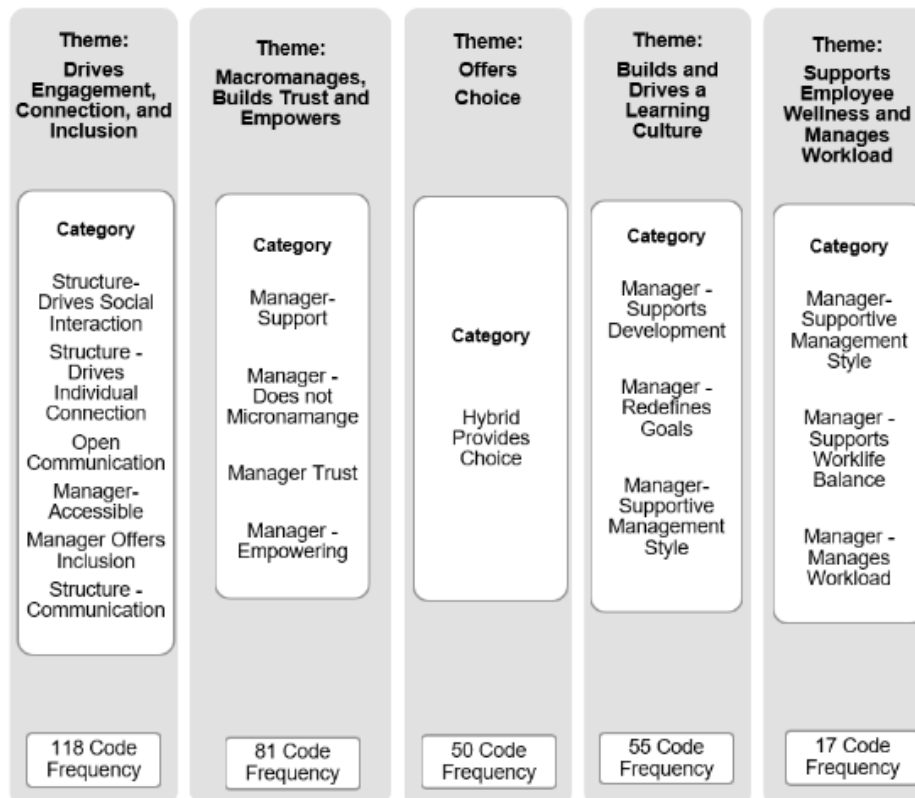 Theme:
Drives
Engagement,
Connection, and
Inclusion
Category
Structure-
Drives Social
Interaction
Structure -
Drives
Individual
Connection
Open
Communication
Manager-
Accessible
Manager Offers
Inclusion
Structure -
Communication
118 Code
Frequency
Theme:
Macromanages,
Builds Trust and
Empowers
Category
Manager-
Support
Manager -
Does not
Micronamange
Manager Trust
Manager -
Empowering
81 Code
Frequency
Theme:
Offers
Choice
Category
Hybrid
Provides
Choice
50 Code
Frequency
Theme:
Builds and
Drives a
Learning
Culture
Category
Manager -
Supports
Development
Manager -
Redefines
Goals
Manager-
Supportive
Management
Style
55 Code
Frequency
Theme:
Supports
Employee
Wellness and
Manages
Workload
Category
Manager-
Supportive
Management
Style
Manager -
Supports
Worklife
Balance
Manager -
Manages
Workload
17 Code
Frequency